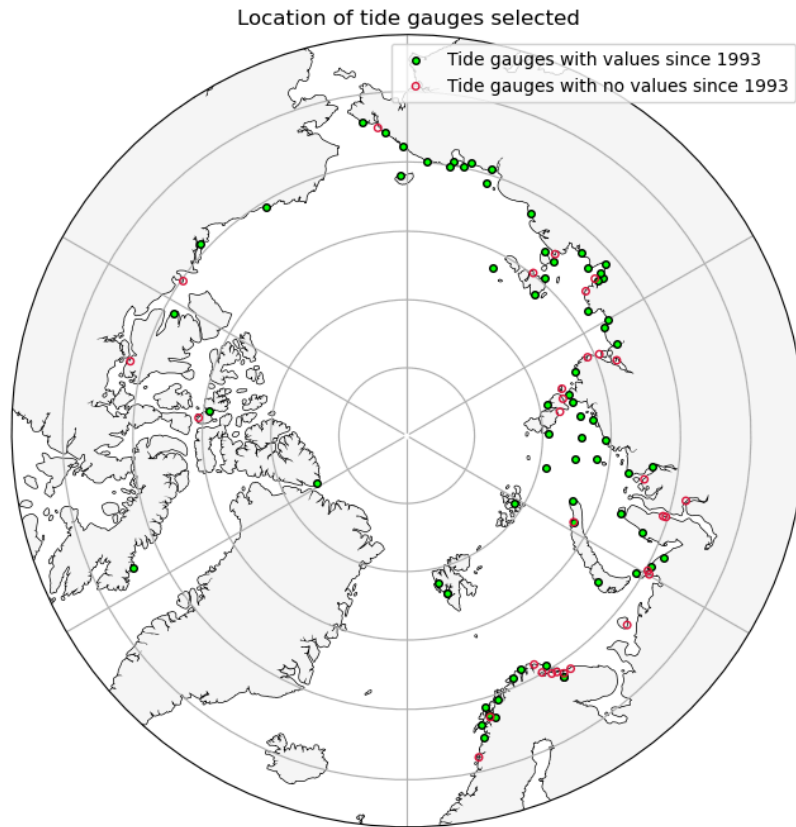 Location of tide gauges selected
Tide gauges with values since 1993
Tide gauges with no values since 1993